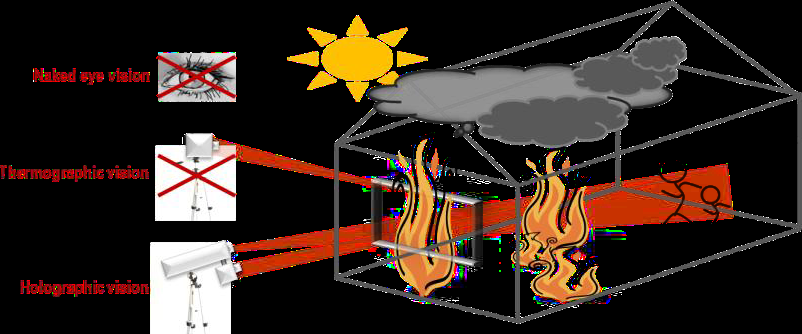 Naked eye vision
Thermographic vision
Holographic vision